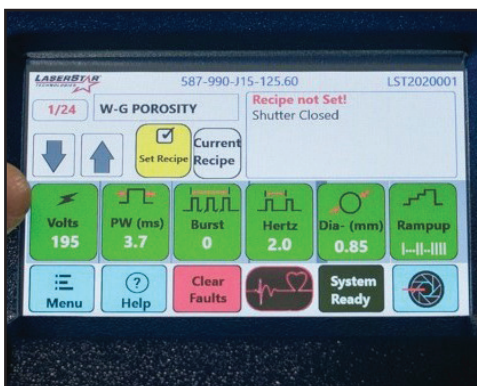 LASERSTAR
TECHNOLOGIES
587-990-J15-125.60
LST2020001
1/24
W-G POROSITY
Recipe not Set!
Shutter Closed
Set Recipe
Current
Recipe
Volts
195
PW (ms)
3.7
Burst
0
Hertz
2.0
Dia- (mm)
0.85
Rampup
Menu
?
Help
Clear
Faults
System
Ready